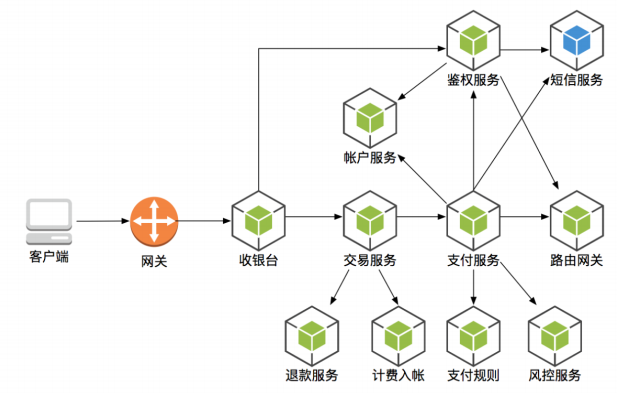 鉴权服务
短信服务
帐户服务
客户端
网关
收银台
交易服务
支付服务
路由网关
退款服务
计费入帐
支付规则
风控服务